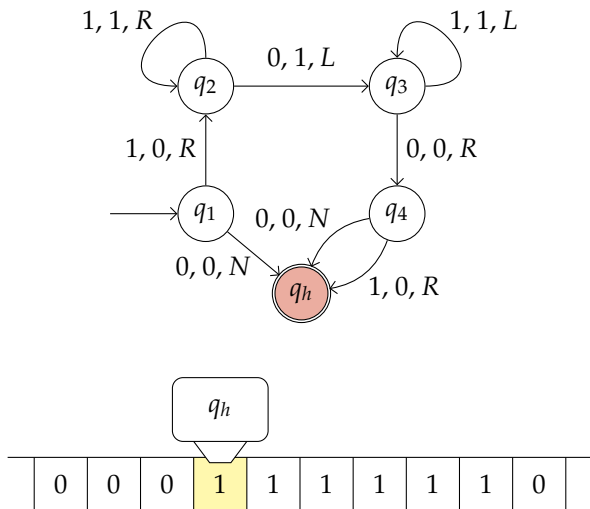 1, 1, R
1, 1, L
0, 1, L
q2
q3
1, 0, R
0, 0, R
q1
q4
0, 0, N
0, 0, N
1, 0, R
qh
qh
0 0 0 1 1 1 1 1 1 0